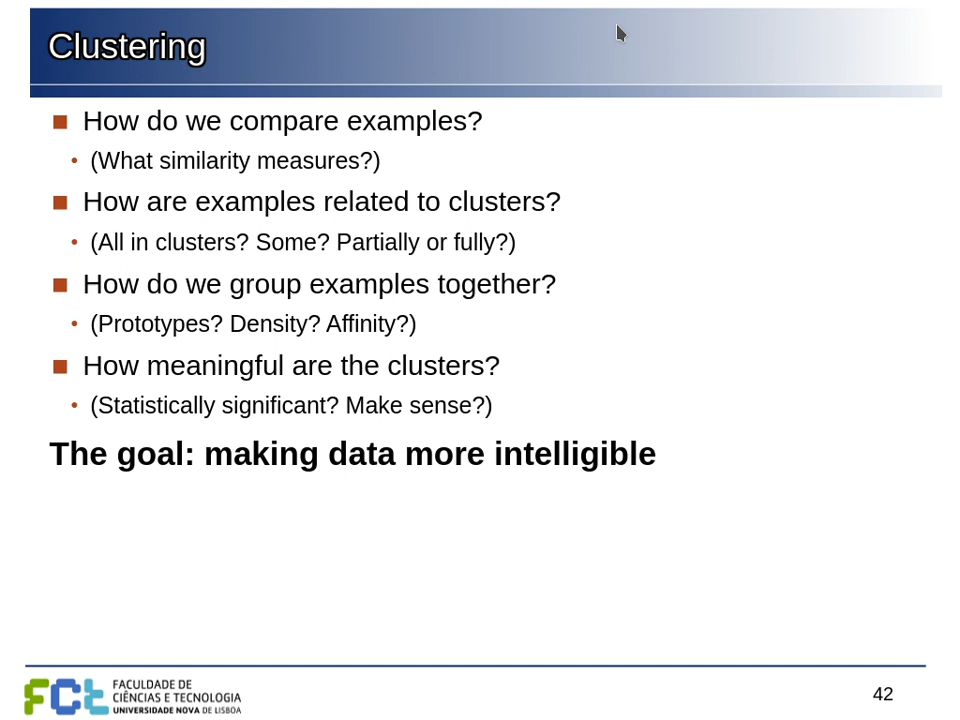 Clustering
How do we compare examples?
(What similarity measures?)
How are examples related to clusters?
(All in clusters? Some? Partially or fully?)
How do we group examples together?
(Prototypes? Density? Affinity?)
How meaningful are the clusters?
(Statistically significant? Make sense?)
The goal: making data more intelligible
FCt
FACULDADE DE
CIÊNCIAS E TECNOLOGIA
UNIVERSIDADE NOVA DE LISBOA
42